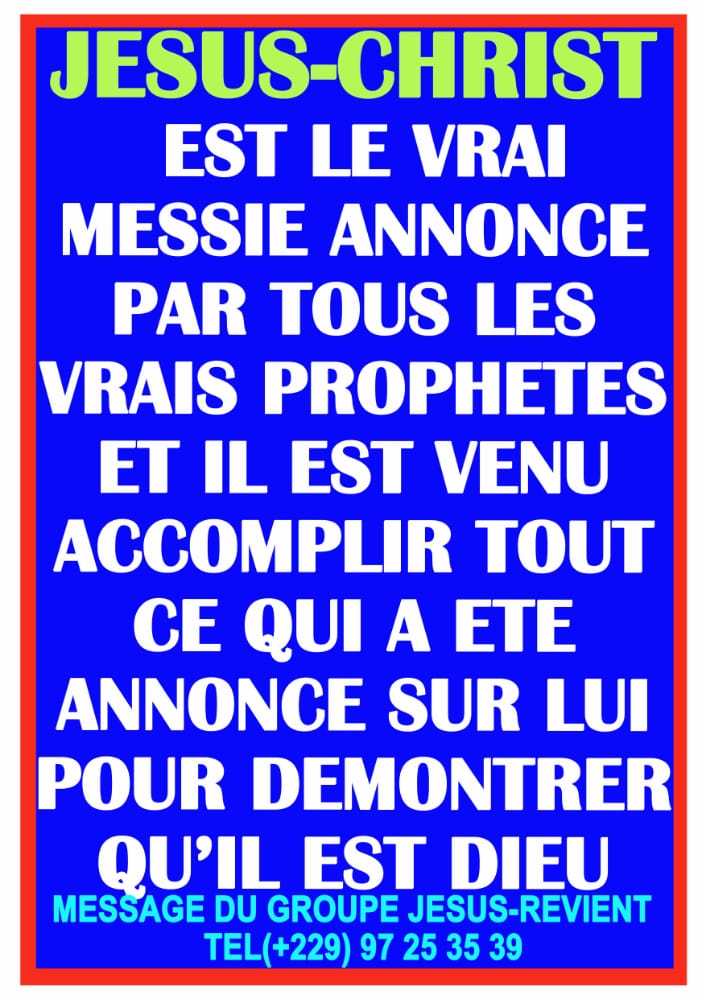 JESUS-CHRIST
EST LE VRAI
MESSIE ANNONCE
PAR TOUS LES
VRAIS PROPHETES
ET IL EST VENU
ACCOMPLIR TOUT
CE QUI A ETE
ANNONCE SUR LUI
POUR DEMONTRER
QU'IL EST DIEU
MESSAGE DU GROUPE JESUS-REVIENT
TEL(+229) 97 25 35 39